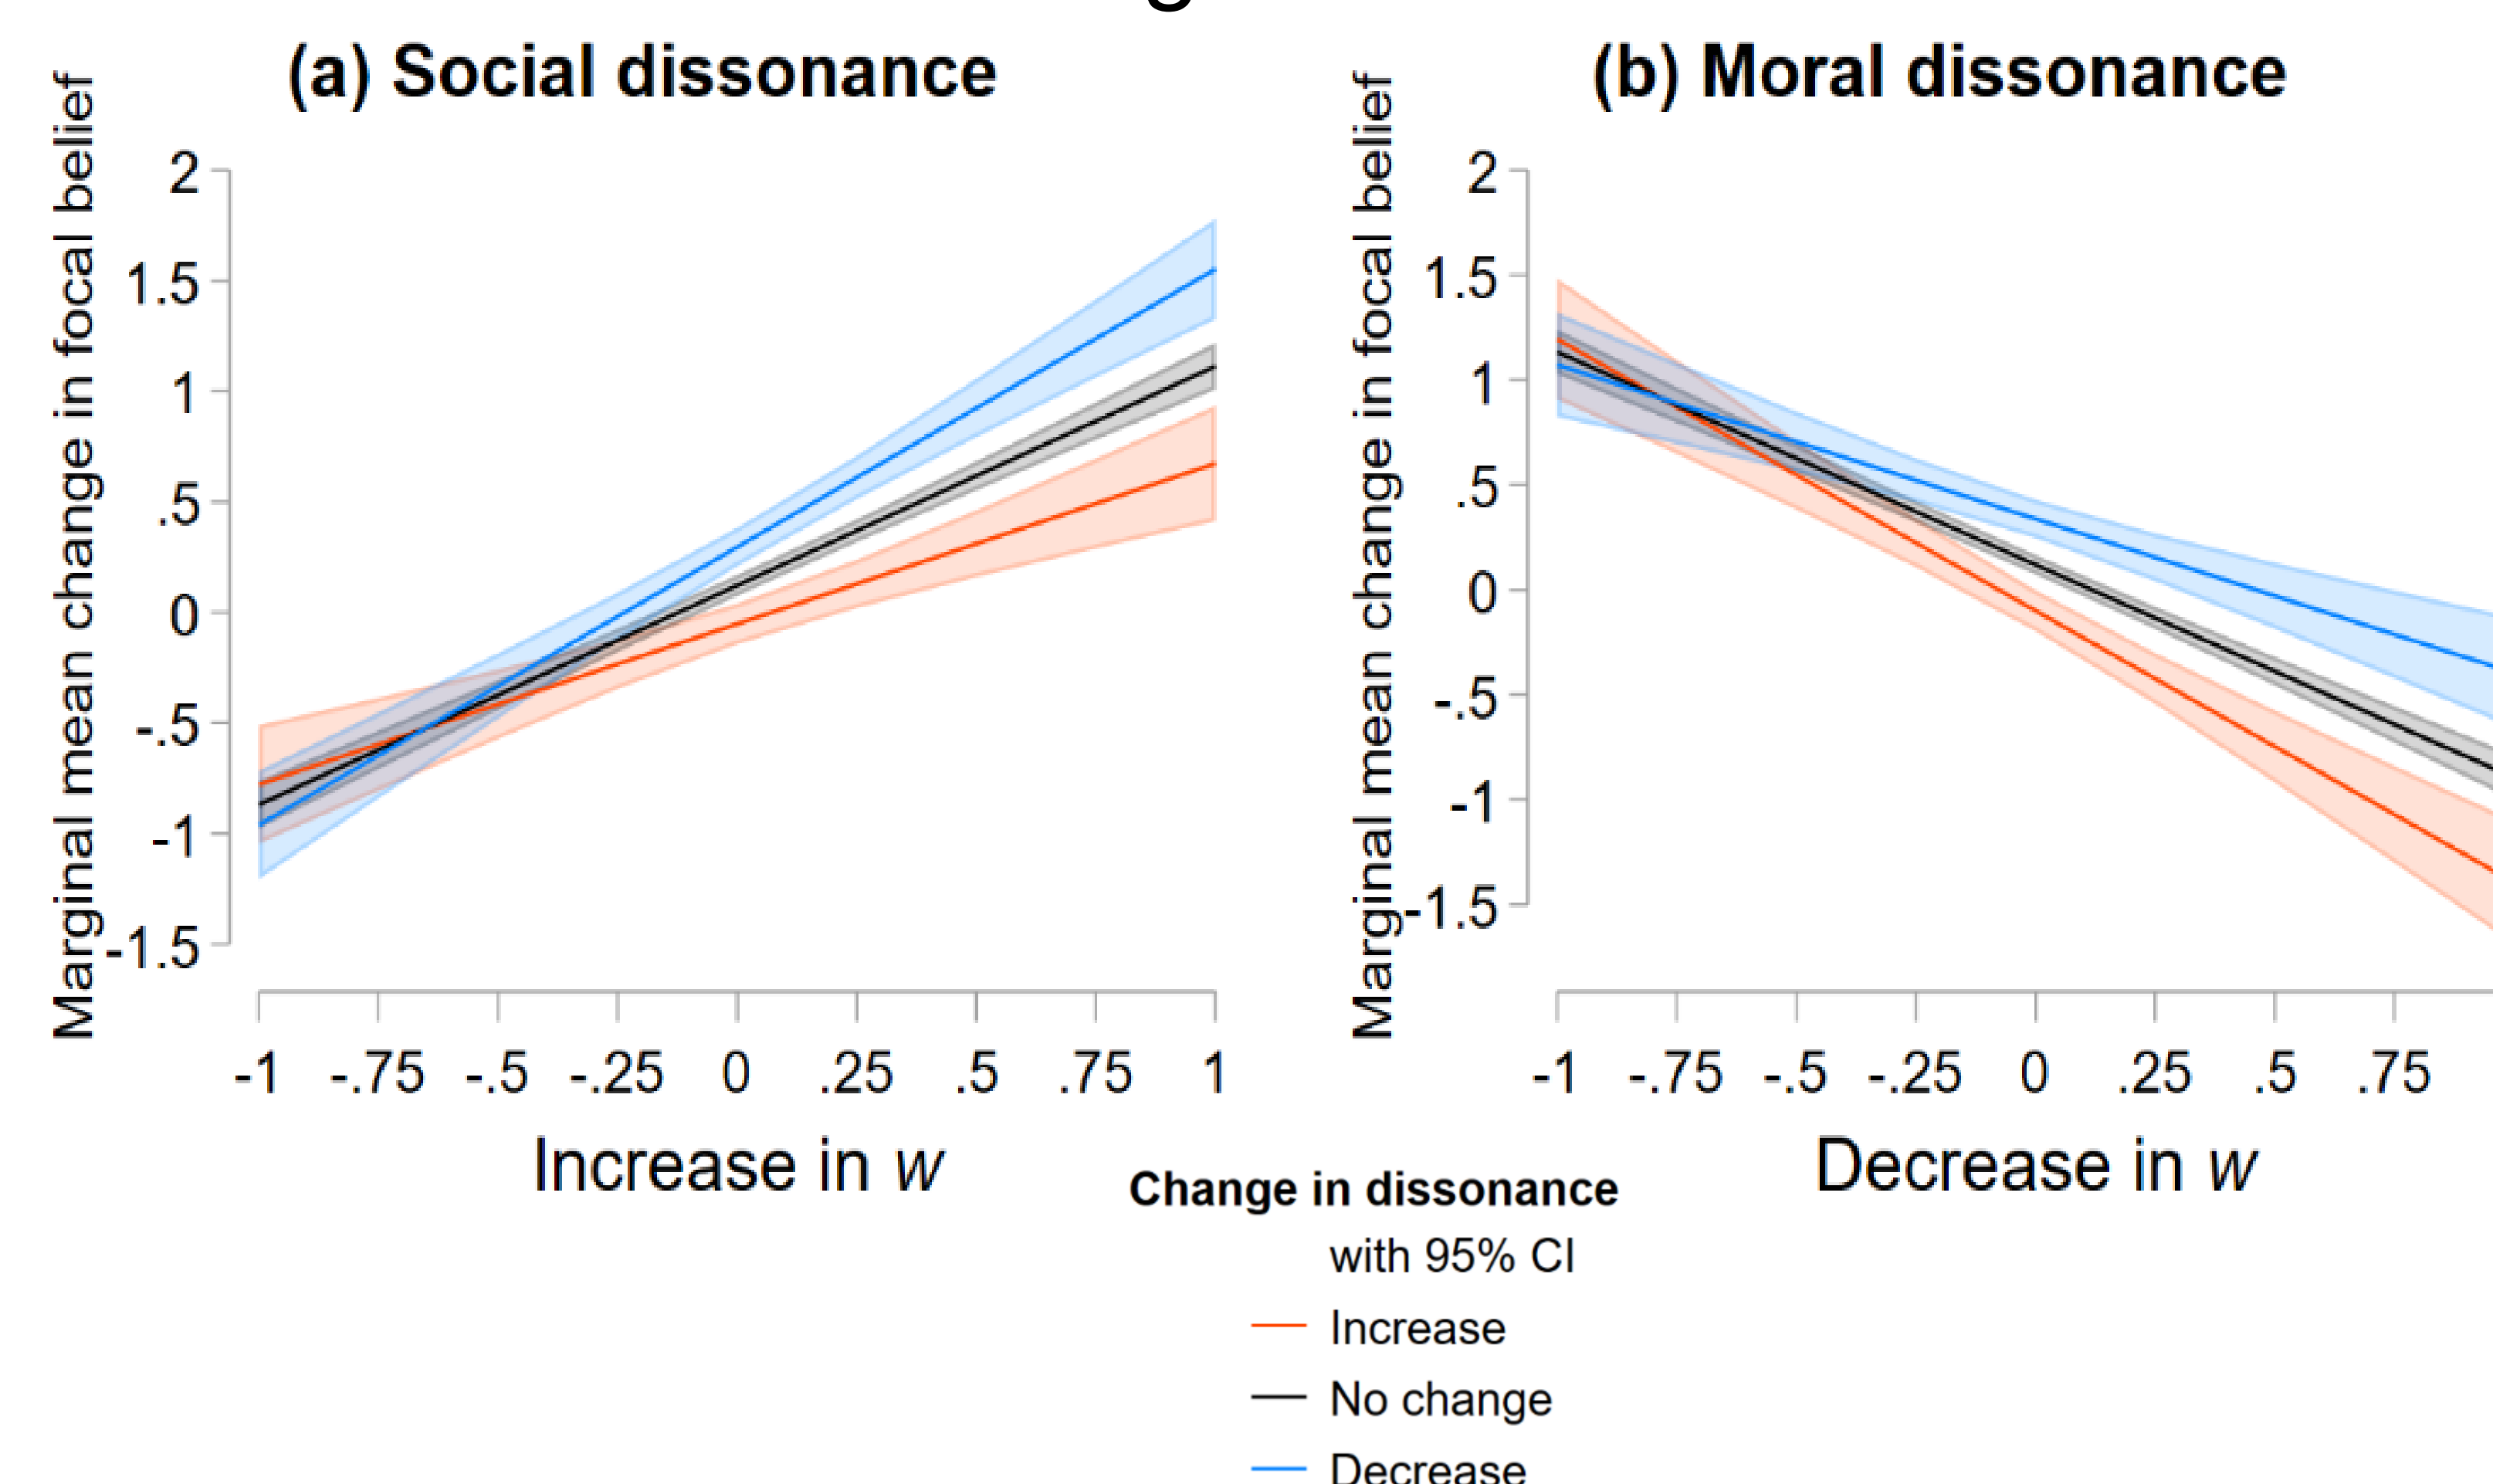 (a) Social dissonance
Marginal mean change in focal belief
2
1.5
1
.5
0
-.5
-1
-1.5
-1 -.75 -.5 -.25 0 .25 .5 .75 1
Increase in w
(b) Moral dissonance
Marginal mean change in focal belief
2
1.5
1
.5
0
-.5
-1
-1.5
-1 -.75 -.5 -.25 0 .25 .5 .75
Decrease in w
Change in dissonance
with 95% CI
Increase
No change
Decrease